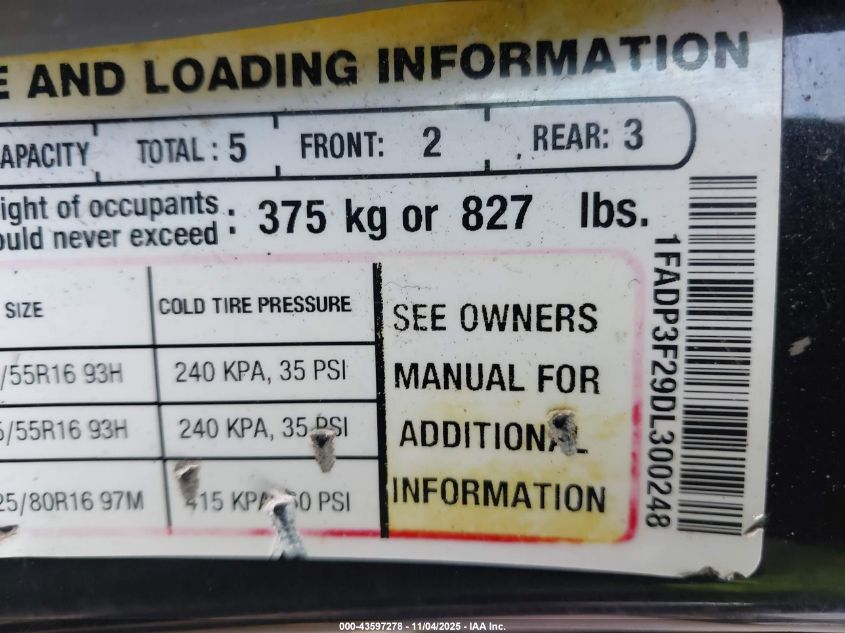 E AND LOADING INFORMATION
APACITY TOTAL: 5 FRONT: 2 REAR: 3
ight of occupants
ould never exceed : 375 kg or 827 lbs.
SIZE COLD TIRE PRESSURE
/55R16 93H 240 KPA, 35 PSI
5/55R16 93H 240 KPA, 35 PSI
25/80R16 97M 415 KPA, 60 PSI
SEE OWNERS
MANUAL FOR
ADDITIONAL
INFORMATION
1FADP3F29DL300248
000-43597278 - 11/04/2025 - IAA Inc.